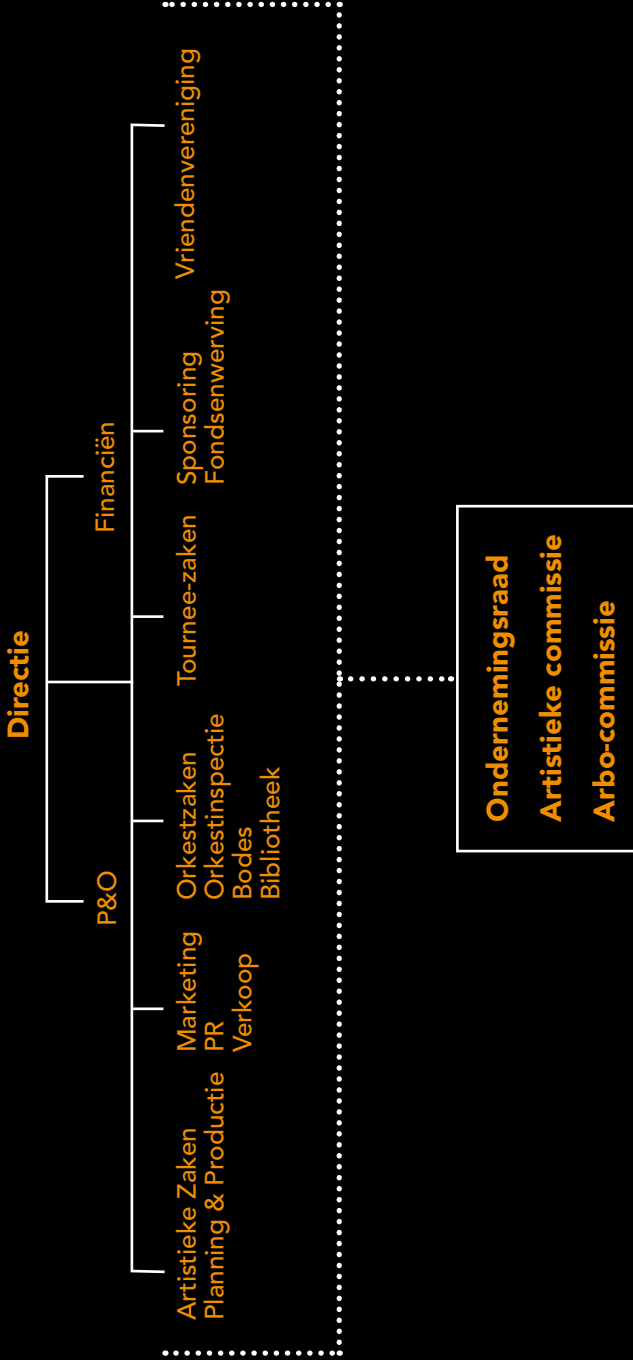 Directie
P&O
Financiën
Artistieke Zaken
Planning & Productie
Marketing
PR
Verkoop
Orkestzaken
Orkestinspectie
Bodes
Bibliotheek
Tournee-zaken
Sponsoring
Fondsenwerving
Vriendenvereniging
Ondernemingsraad
Artistieke commissie
Arbo-commissie